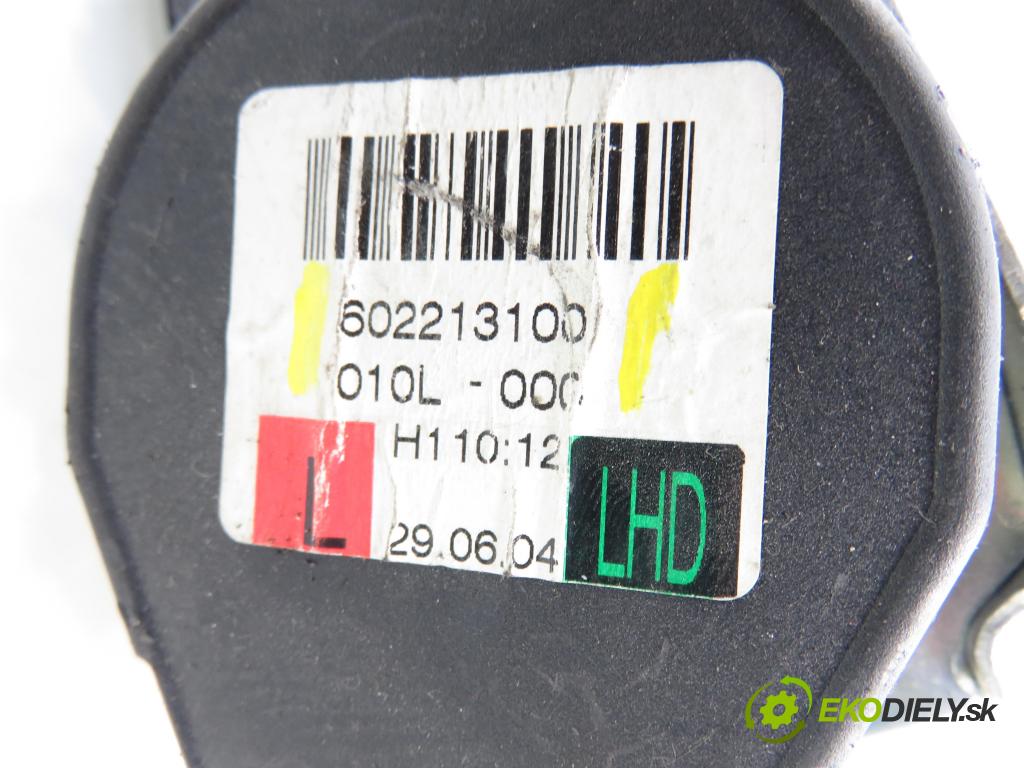 602213100
010L - 000
H110:12
L
LHD
29.06.04
EKODIELY.sk